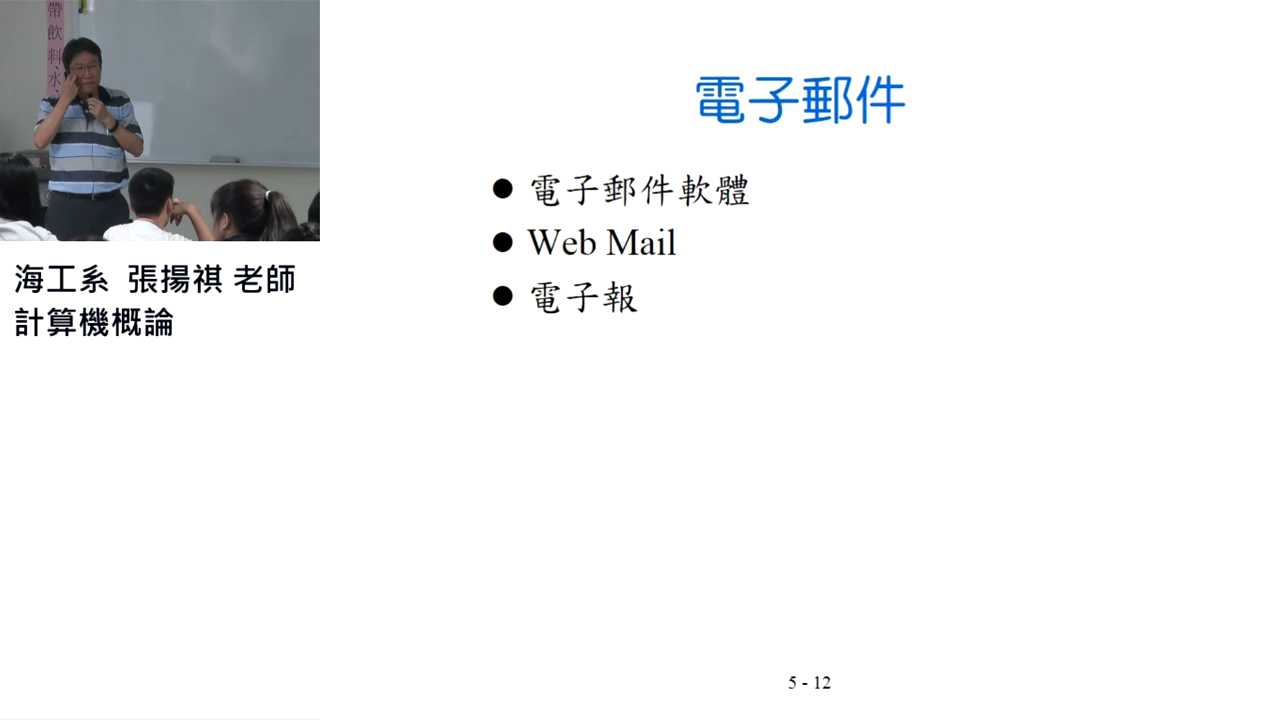 帶飲料、水、
海工系 張揚祺 老師
計算機概論
電子郵件
● 電子郵件軟體
● Web Mail
● 電子報
5 - 12